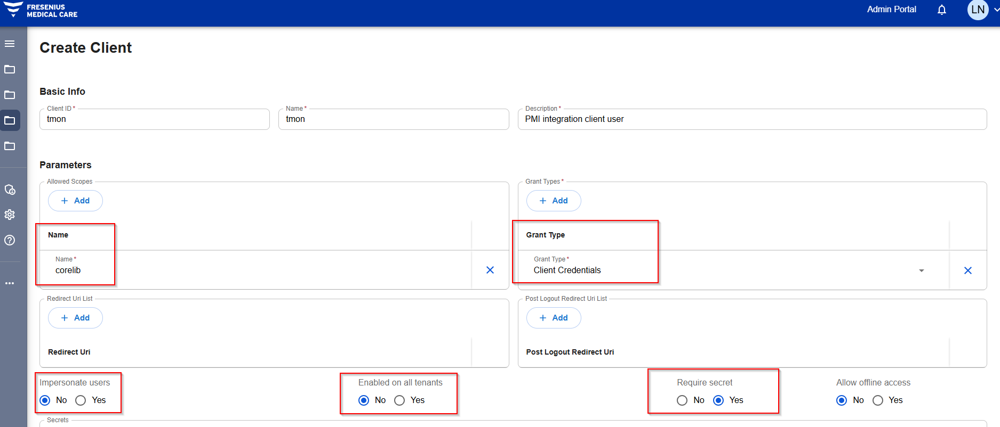 FRESENIUS
MEDICAL CARE
Admin Portal
LN
Create Client
Basic Info
Client ID *
tmon
Name *
tmon
Description *
PMI integration client user
Parameters
Allowed Scopes
+ Add
Name
Name *
corelib
Grant Types *
+ Add
Grant Type
Grant Type *
Client Credentials
Redirect Uri List
+ Add
Redirect Uri
Post Logout Redirect Uri List
+ Add
Post Logout Redirect Uri
Impersonate users
No Yes
Enabled on all tenants
No Yes
Require secret
No Yes
Allow offline access
No Yes
Secrets